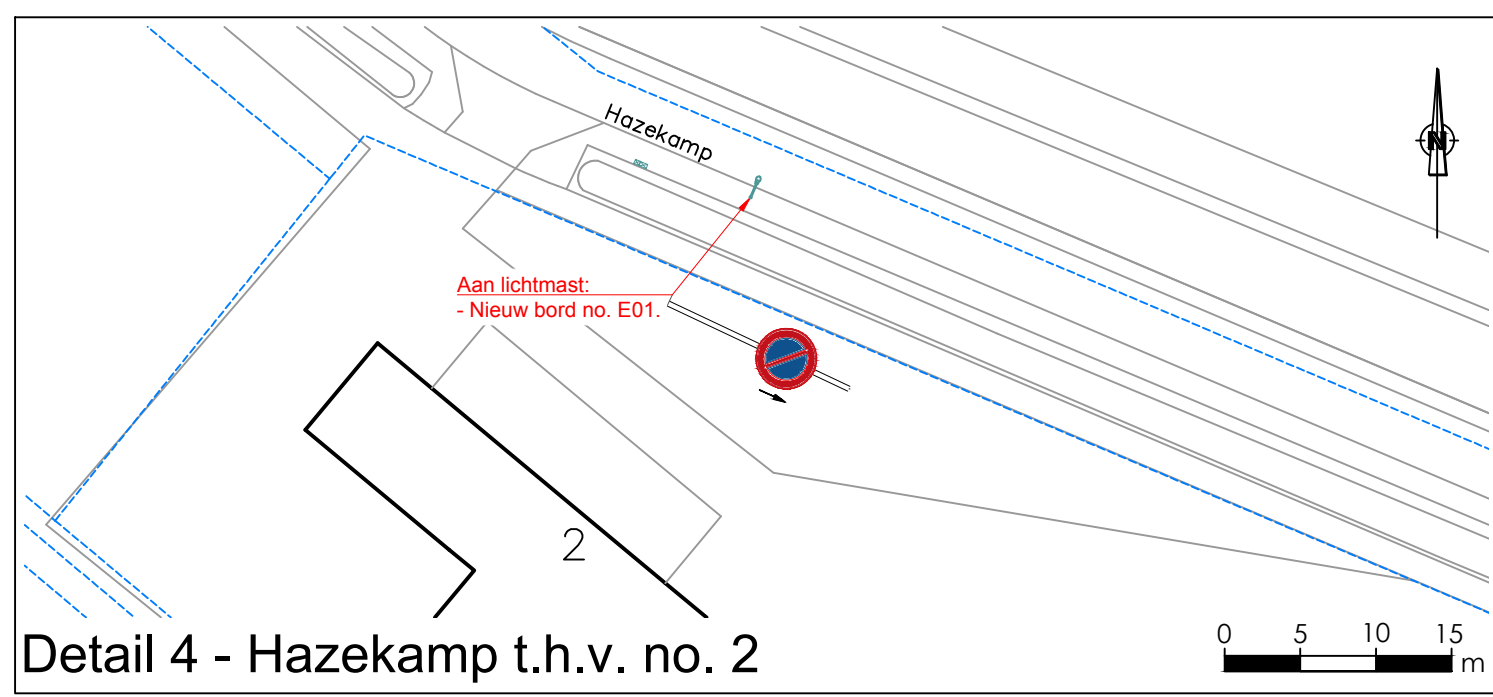 Hazekamp
N
Aan lichtmast:
- Nieuw bord no. E01.
2
Detail 4 - Hazekamp t.h.v. no. 2
0 5 10 15
m